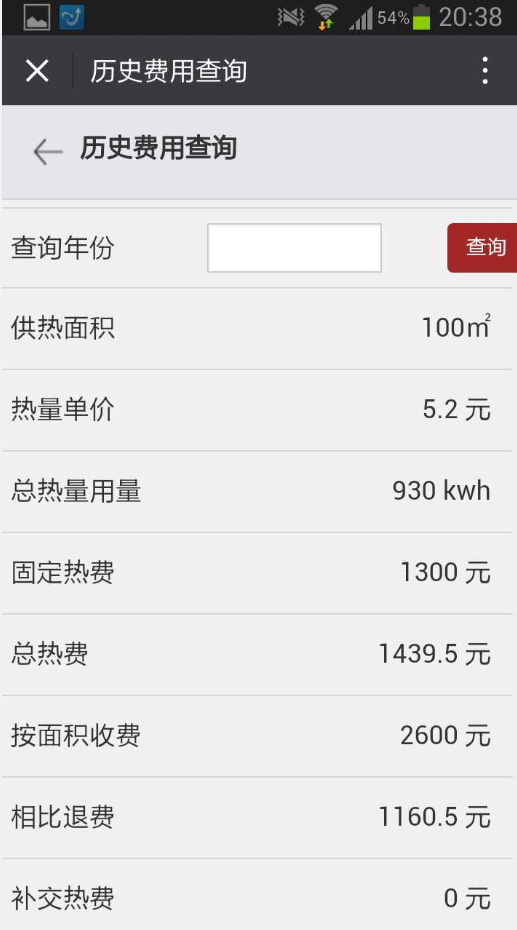 54% 20:38
历史费用查询
历史费用查询
查询年份 查询
供热面积 100㎡
热量单价 5.2 元
总热量用量 930 kwh
固定热费 1300 元
总热费 1439.5 元
按面积收费 2600 元
相比退费 1160.5 元
补交热费 0 元